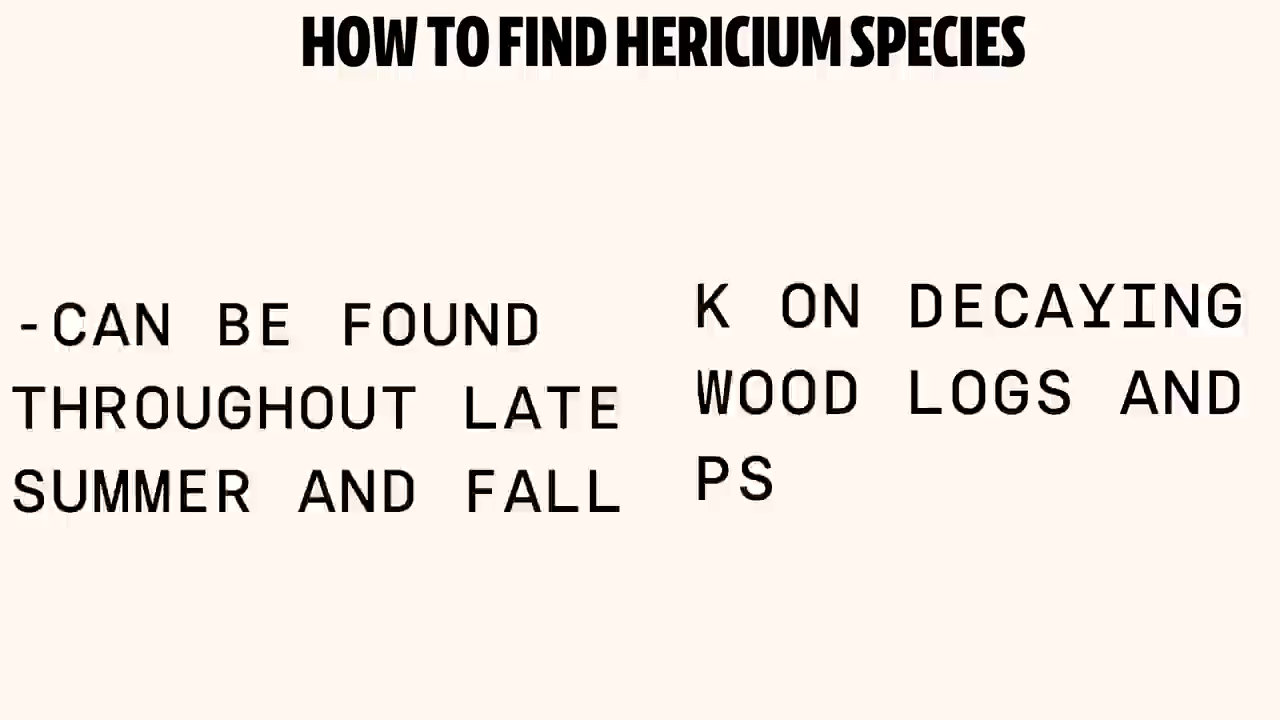 HOW TO FIND HERICIUM SPECIES
-CAN BE FOUND
THROUGHOUT LATE
SUMMER AND FALL
K ON DECAYING
WOOD LOGS AND
PS